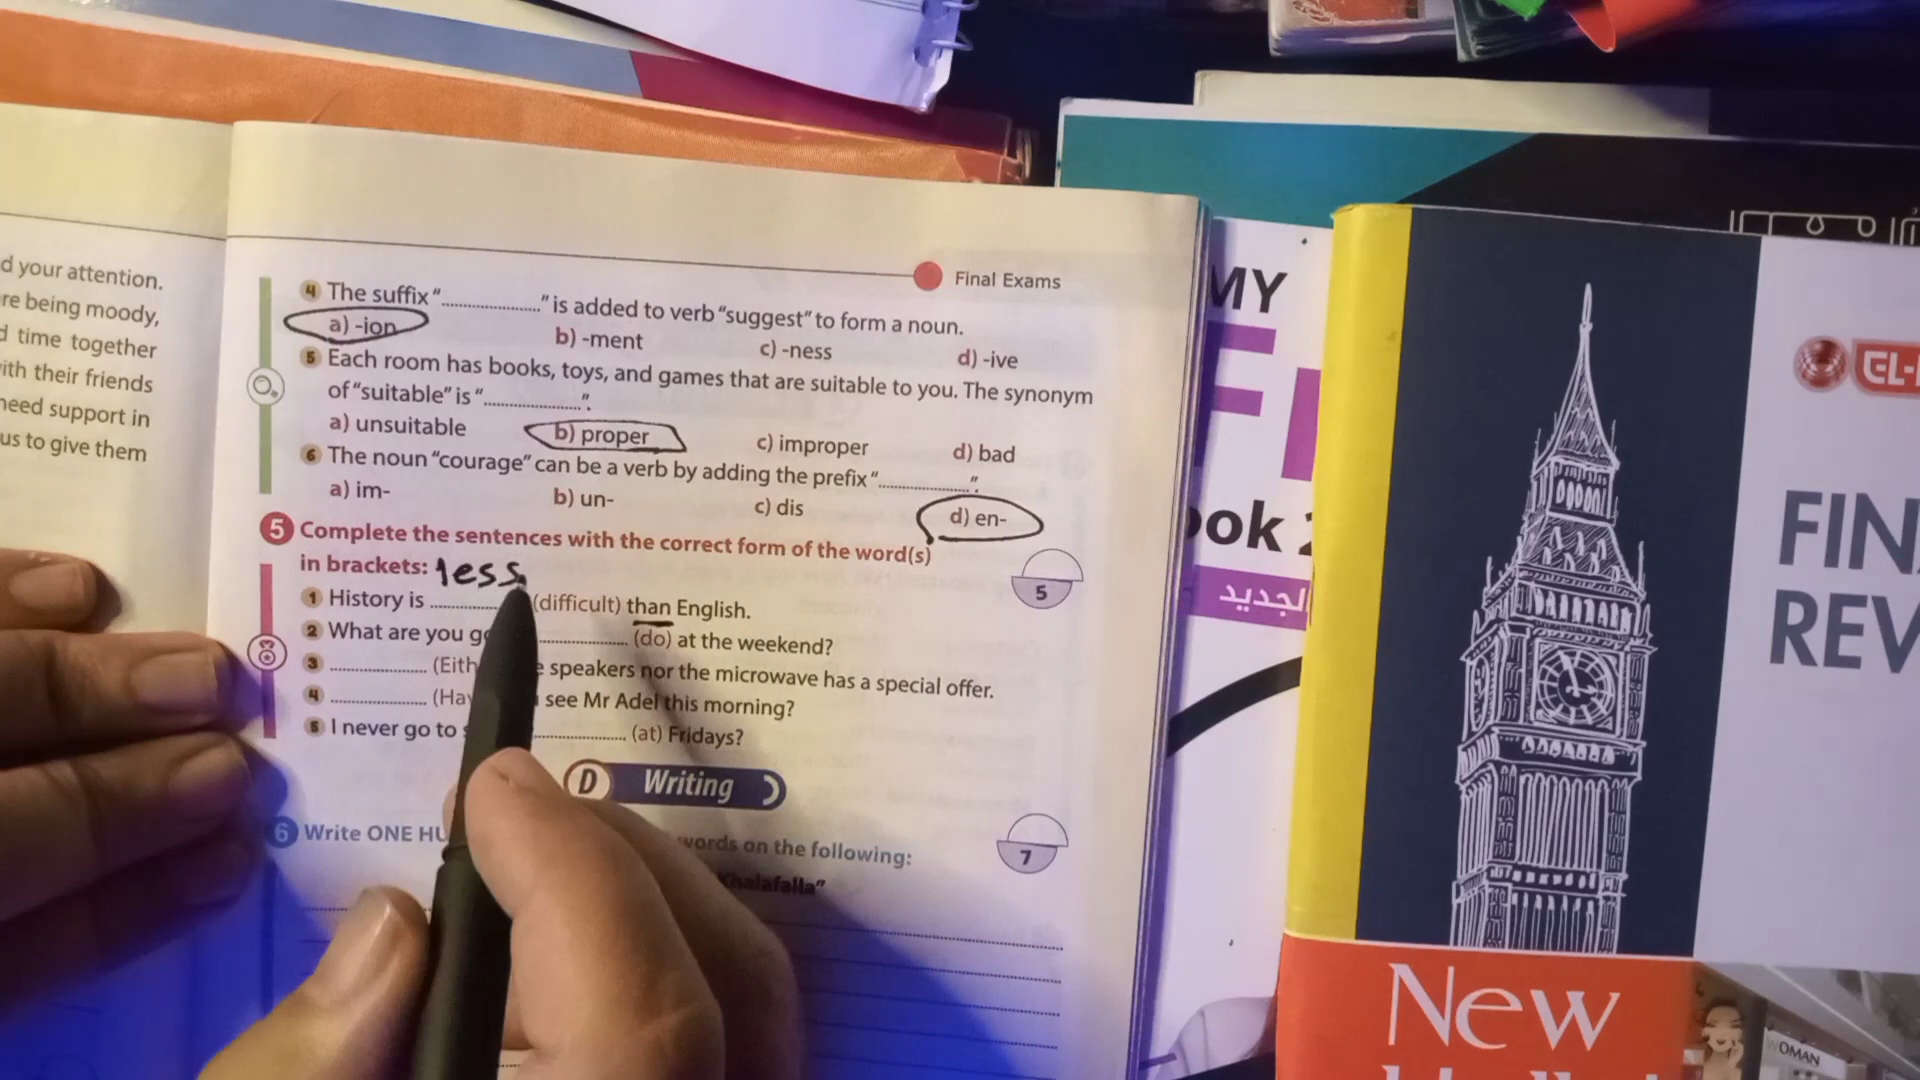 d your attention.
re being moody,
d time together
ith their friends
need support in
us to give them
Final Exams
4 The suffix "..................." is added to verb "suggest" to form a noun.
a) -ion b) -ment c) -ness d) -ive
5 Each room has books, toys, and games that are suitable to you. The synonym
of "suitable" is "...................".
a) unsuitable b) proper c) improper d) bad
6 The noun "courage" can be a verb by adding the prefix "...................".
a) im- b) un- c) dis d) en-
5 Complete the sentences with the correct form of the word(s)
in brackets: less
5
1 History is ............... (difficult) than English.
2 What are you g ................... (do) at the weekend?
3 ................... (Eith speakers nor the microwave has a special offer.
4 ................... (Ha see Mr Adel this morning?
5 I never go to ................... (at) Fridays?
D Writing
6 Write ONE HU words on the following:
7
Khalafalla"
MY
ook 2
الجديد
EL-
FIN
REV
New
WOMAN